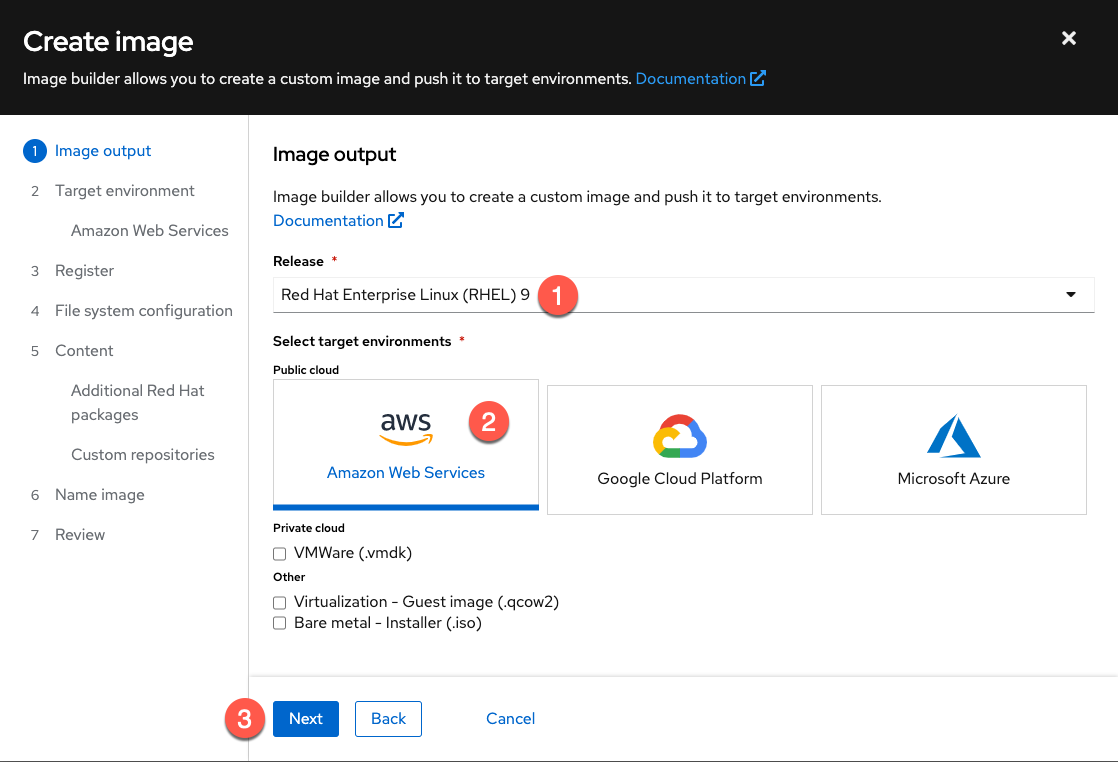 Create image
Image builder allows you to create a custom image and push it to target environments. Documentation
1 Image output
2 Target environment
Amazon Web Services
3 Register
4 File system configuration
5 Content
Additional Red Hat
packages
Custom repositories
6 Name image
7 Review
Image output
Image builder allows you to create a custom image and push it to target environments.
Documentation
Release *
Red Hat Enterprise Linux (RHEL) 9
1
Select target environments *
Public cloud
aws
2
Amazon Web Services
Google Cloud Platform
Microsoft Azure
Private cloud
VMWare (.vmdk)
Other
Virtualization - Guest image (.qcow2)
Bare metal - Installer (.iso)
3
Next
Back
Cancel